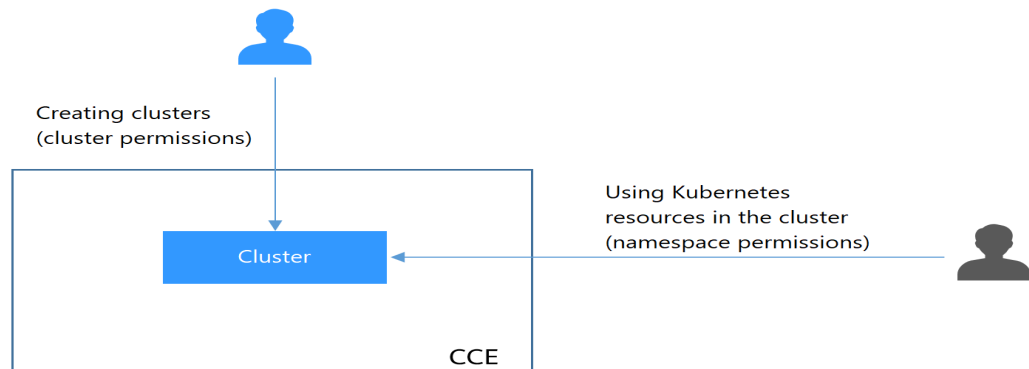 Creating clusters
(cluster permissions)
Using Kubernetes
resources in the cluster
(namespace permissions)
Cluster
CCE